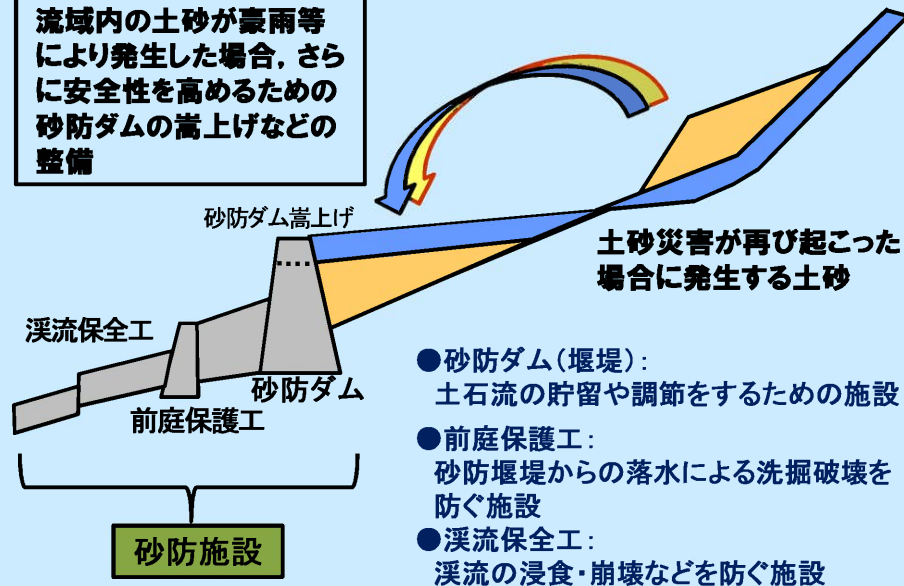 流域内の土砂が豪雨等
により発生した場合，さら
に安全性を高めるための
砂防ダムの嵩上げなどの
整備
砂防ダム嵩上げ
土砂災害が再び起こった
場合に発生する土砂
渓流保全工
砂防ダム
前庭保護工
砂防施設
●砂防ダム（堰堤）：
土石流の貯留や調節をするための施設
●前庭保護工：
砂防堰堤からの落水による洗掘破壊を
防ぐ施設
●渓流保全工：
渓流の浸食・崩壊などを防ぐ施設